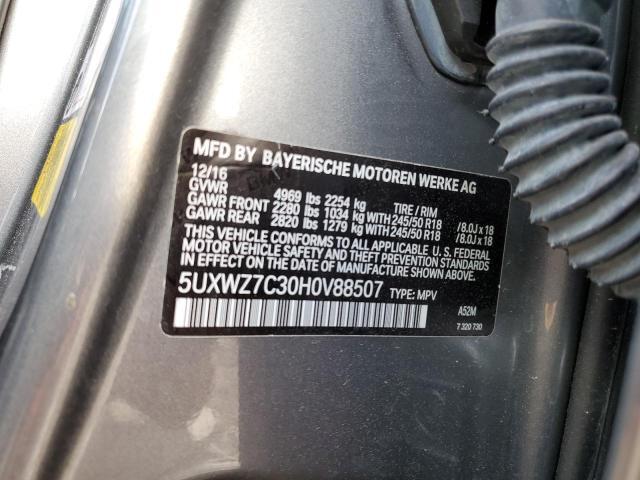 MFD BY BAYERISCHE MOTOREN WERKE AG
12/16
GVWR 4969 lbs 2254 kg TIRE / RIM
GAWR FRONT 2280 lbs 1034 kg WITH 245/50 R18 /8.0J x 18
GAWR REAR 2820 lbs 1279 kg WITH 245/50 R18 /8.0J x 18
THIS VEHICLE CONFORMS TO ALL APPLICABLE U.S. FEDERAL
MOTOR VEHICLE SAFETY AND THEFT PREVENTION STANDARDS
IN EFFECT ON THE DATE OF MANUFACTURE SHOWN ABOVE.
5UXWZ7C30H0V88507 TYPE: MPV
A52M
7 320 730